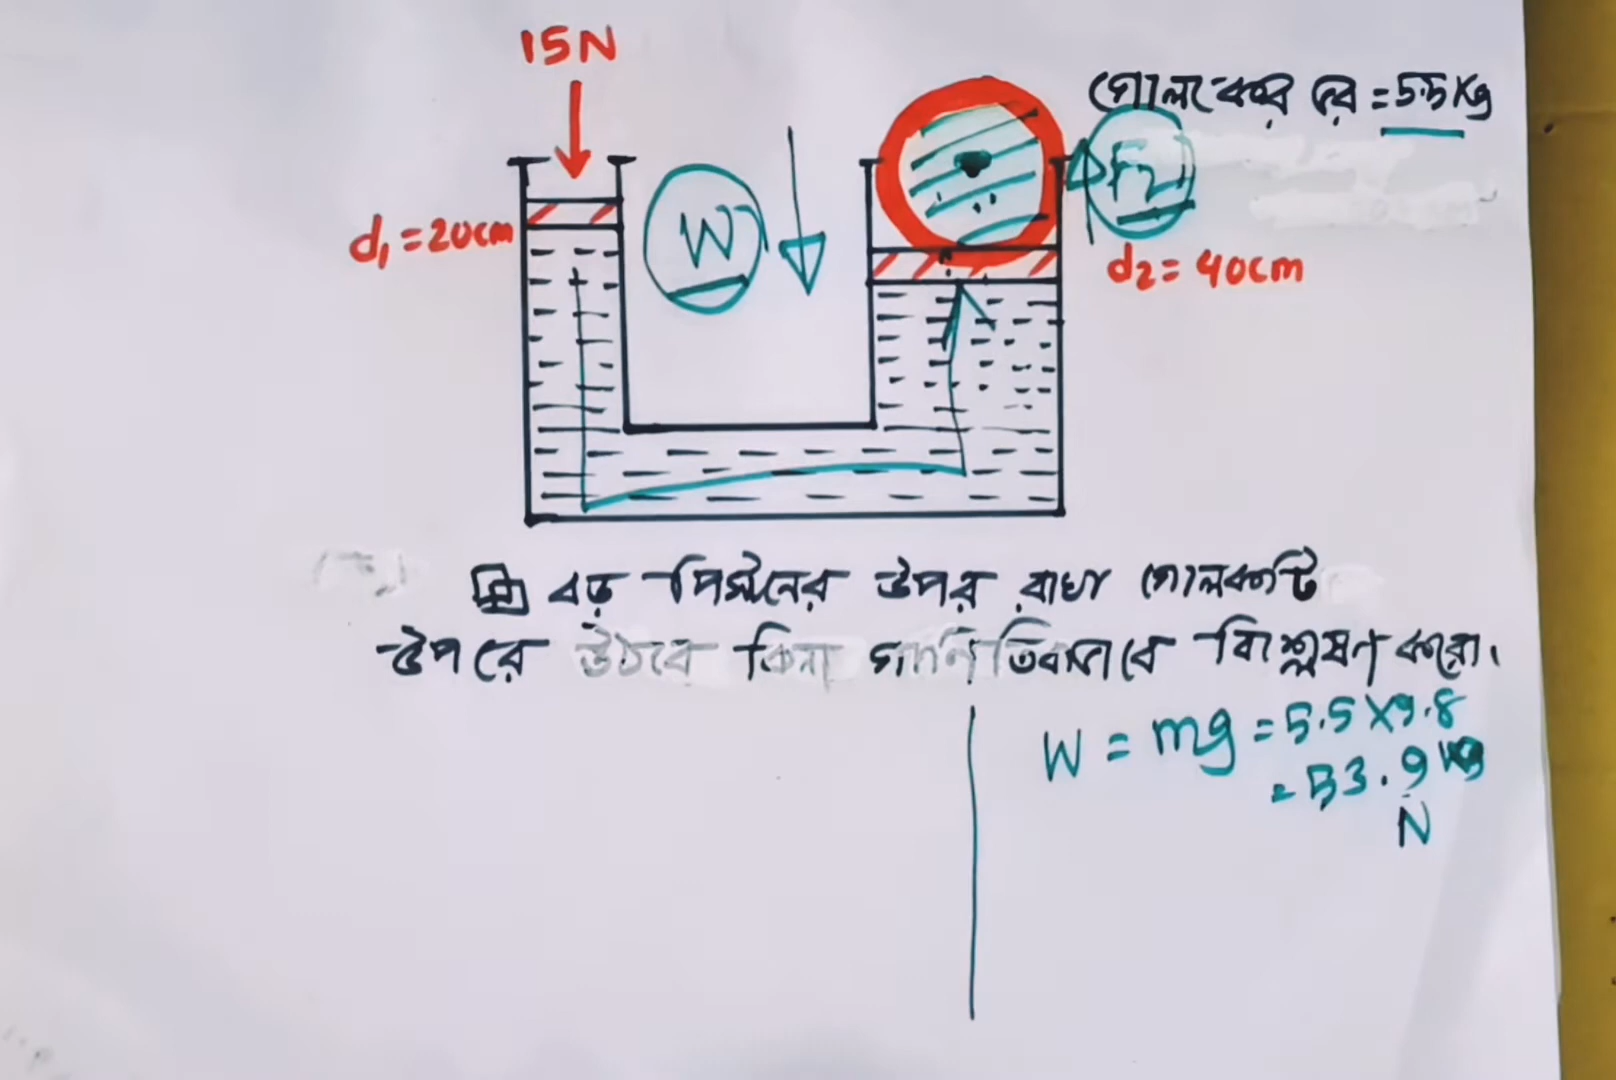 15N
গোলকের ভর = 5.5 Kg
W
F2
d1 = 20cm
d2 = 40cm
ঘ বড় পিস্টনের উপর রাখা গোলকটি
উপরে উঠবে কিনা গানিতিকভাবে বিশ্লেষণ করো।
W = mg = 5.5 X 9.8
= 53.9
N